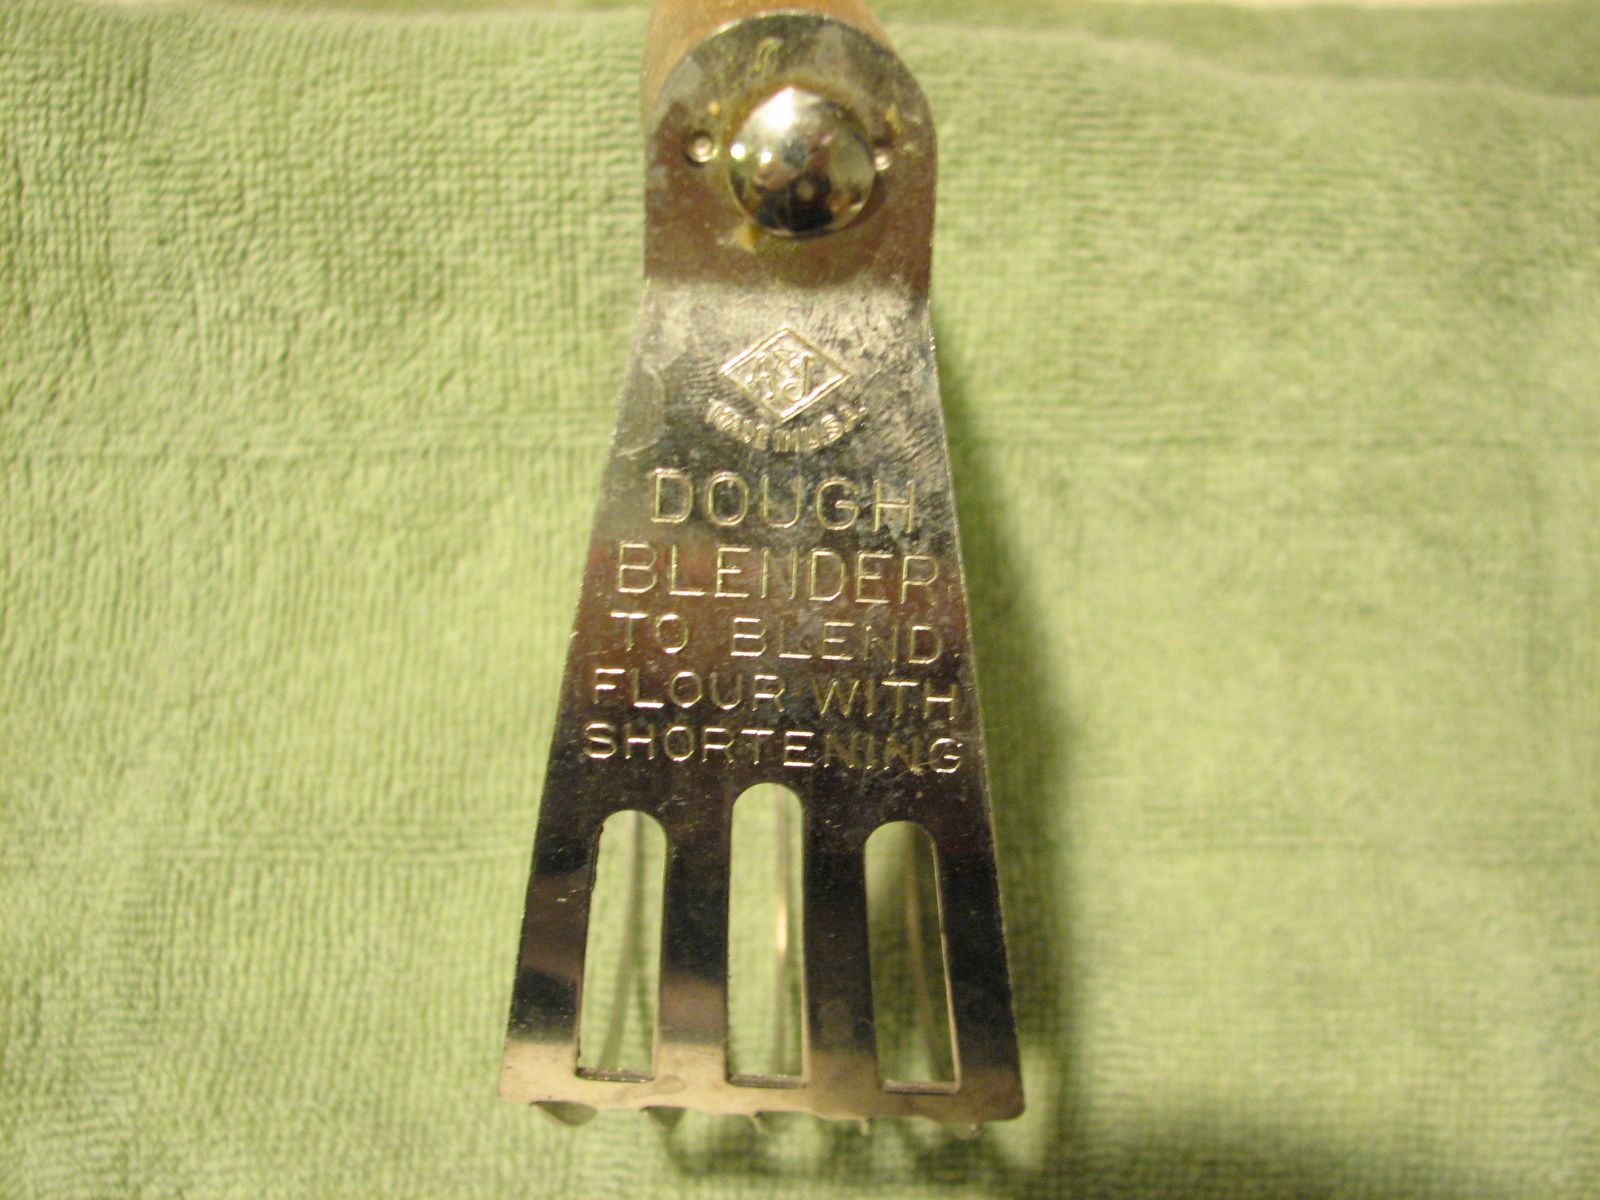 A&J
MADE IN U.S.A.
DOUGH
BLENDER
TO BLEND
FLOUR WITH
SHORTENING